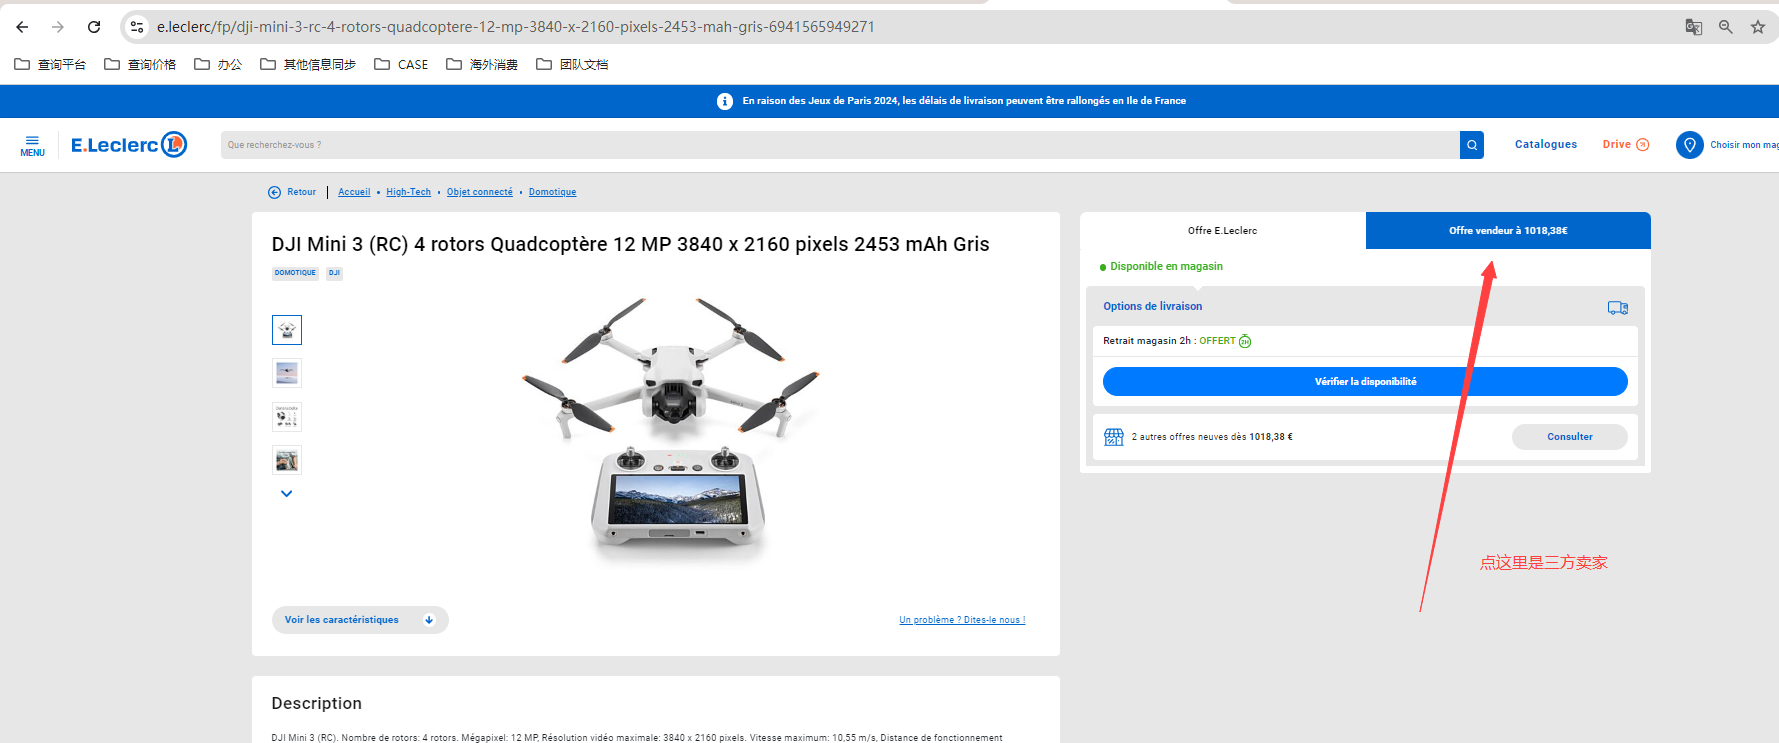 e.leclerc/fp/dji-mini-3-rc-4-rotors-quadcoptere-12-mp-3840-x-2160-pixels-2453-mah-gris-6941565949271
查询平台 查询价格 办公 其他信息同步 CASE 海外消费 团队文档
En raison des Jeux de Paris 2024, les délais de livraison peuvent être rallongés en Ile de France
MENU E.Leclerc L Que recherchez-vous ? Catalogues Drive Choisir mon mag
Retour Accueil • High-Tech • Objet connecté • Domotique
DJI Mini 3 (RC) 4 rotors Quadcoptère 12 MP 3840 x 2160 pixels 2453 mAh Gris
DOMOTIQUE DJI
Voir les caractéristiques
Un problème ? Dites-le nous !
Offre E.Leclerc
Offre vendeur à 1018,38€
Disponible en magasin
Options de livraison
Retrait magasin 2h : OFFERT 2H
Vérifier la disponibilité
2 autres offres neuves dès 1018,38 €
Consulter
点这里是三方卖家
Description
DJI Mini 3 (RC). Nombre de rotors: 4 rotors. Mégapixel: 12 MP, Résolution vidéo maximale: 3840 x 2160 pixels. Vitesse maximum: 10,55 m/s, Distance de fonctionnement